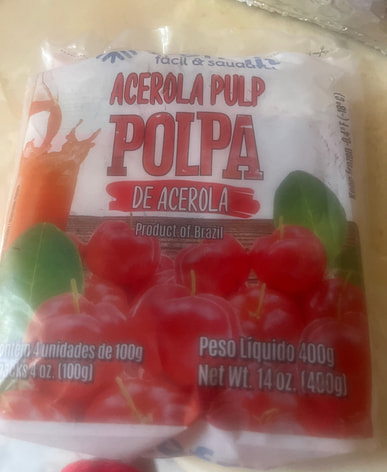 fácil & saudável
ACEROLA PULP
POLPA
DE ACEROLA
Product of Brazil
4 unidades de 100g
4 oz. (100g)
Peso Líquido 400g
Net Wt. 14 oz. (400g)